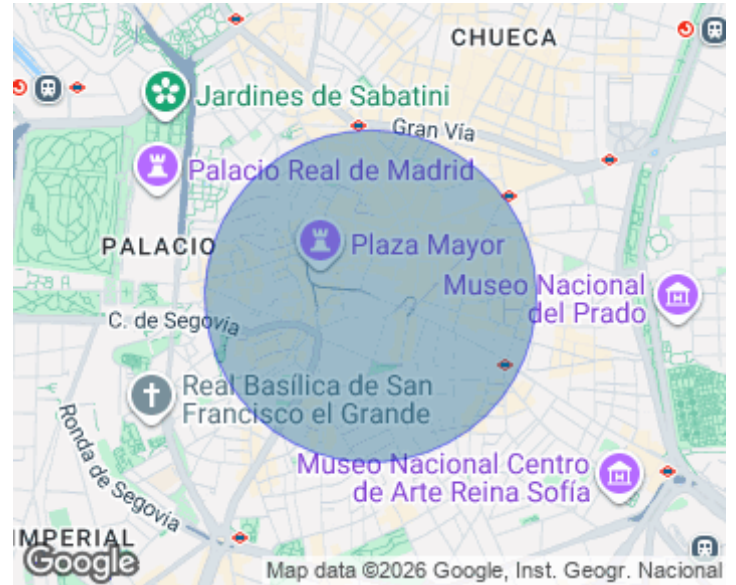 CHUECA
Jardines de Sabatini
Gran Vía
Palacio Real de Madrid
PALACIO
Plaza Mayor
Museo Nacional
del Prado
C. de Segovia
Real Basílica de San
Francisco el Grande
Ronda de Segovia
Museo Nacional Centro
de Arte Reina Sofía
IMPERIAL
Google
Map data ©2026 Google, Inst. Geogr. Nacional